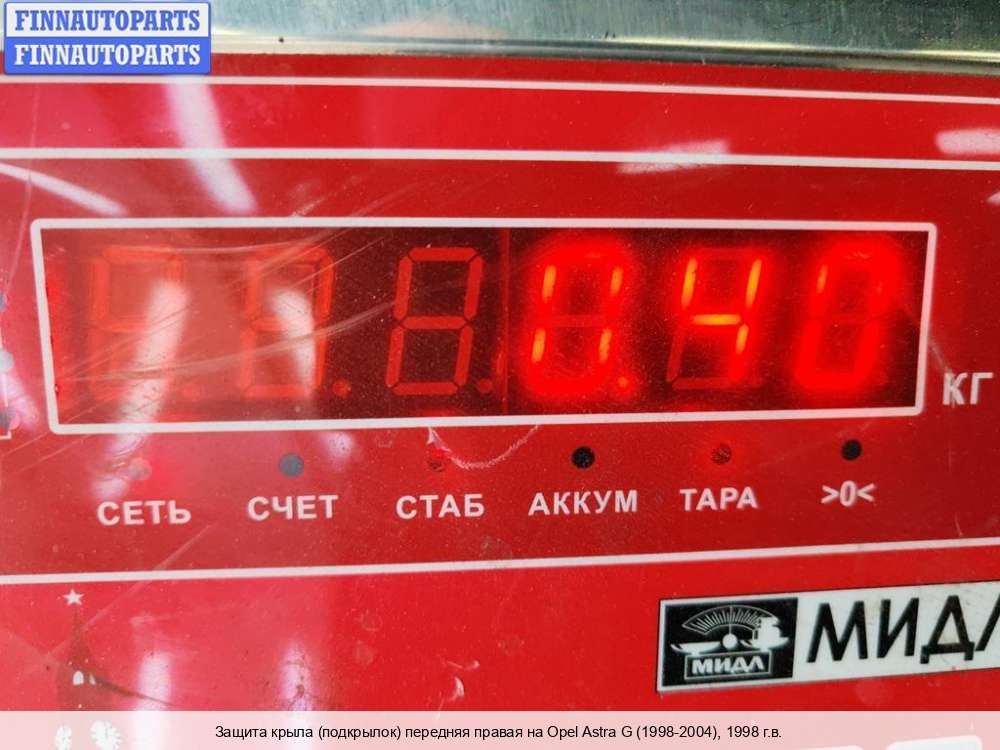 FINNAUTOPARTS
FINNAUTOPARTS
0.40
КГ
СЕТЬ СЧЕТ СТАБ АККУМ ТАРА >0<
МИДЛ
МИДЛ
Защита крыла (подкрылок) передняя правая на Opel Astra G (1998-2004), 1998 г.в.